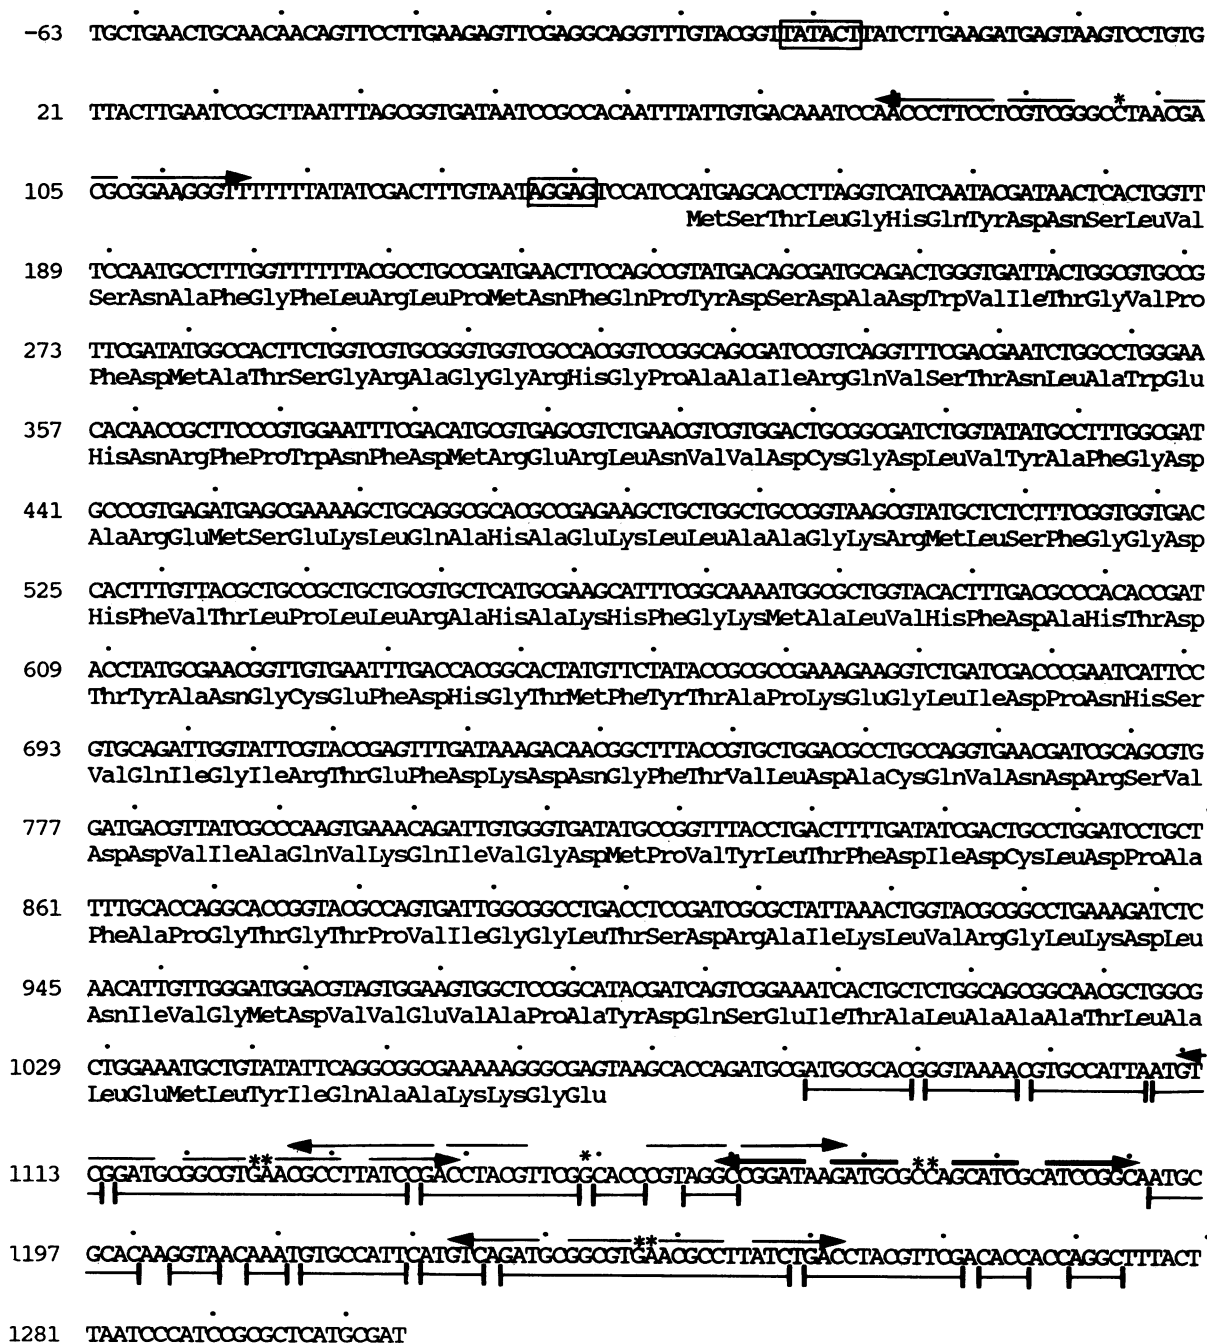 -63 TGCTGAACTGCAACAACAGTTCCTTGAAGAGTTCGAGGCAGGTTTGTACGGTTATACTTATCTTGAAGATGAGTAAGTCCTGTG
21 TTACTTGAATCCGCTTAATTTAGCGGTGATAATCCGCCACAATTTATTGTGACAAATCCAACCCTTCCTCGTCGGGCCTAACGA
105 CGCGGAAGGGTTTTTTTATATCGACTTTGTAATAGGAGTCCATCCATGAGCACCTTAGGTCATCAATACGATAACTCACTGGTT
MetSerThrLeuGlyHisGlnTyrAspAsnSerLeuVal
189 TCCAATGCCTTTGGTTTTTTACGCCTGCCGATGAACTTCCAGCCGTATGACAGCGATGCAGACTGGGTGATTACTGGCGTGCCG
SerAsnAlaPheGlyPheLeuArgLeuProMetAsnPheGlnProTyrAspSerAspAlaAspTrpValIleThrGlyValPro
273 TTCGATATGGCCACTTCTGGTCGTGCGGGTGGTCGCCACGGTCCGGCAGCGATCCGTCAGGTTTCGACGAATCTGGCCTGGGAA
PheAspMetAlaThrSerGlyArgAlaGlyGlyArgHisGlyProAlaAlaIleArgGlnValSerThrAsnLeuAlaTrpGlu
357 CACAACCGCTTCCCGTGGAATTTCGACATGCGTGAGCGTCTGAACGTCGTGGACTGCGGCGATCTGGTATATGCCTTTGGCGAT
HisAsnArgPheProTrpAsnPheAspMetArgGluArgLeuAsnValValAspCysGlyAspLeuValTyrAlaPheGlyAsp
441 GCCCGTGAGATGAGCGAAAAGCTGCAGGCGCACGCCGAGAAGCTGCTGGCTGCCGGTAAGCGTATGCTCTCTTTCGGTGGTGAC
AlaArgGluMetSerGluLysLeuGlnAlaHisAlaGluLysLeuLeuAlaAlaGlyLysArgMetLeuSerPheGlyGlyAsp
525 CACTTTGTTACGCTGCCGCTGCTGCGTGCTCATGCGAAGCATTTCGGCAAAATGGCGCTGGTACACTTTGACGCCCACACCGAT
HisPheValThrLeuProLeuLeuArgAlaHisAlaLysHisPheGlyLysMetAlaLeuValHisPheAspAlaHisThrAsp
609 ACCTATGCGAACGGTTGTGAATTTGACCACGGCACTATGTTCTATACCGCGCCGAAAGAAGGTCTGATCGACCCGAATCATTCC
ThrTyrAlaAsnGlyCysGluPheAspHisGlyThrMetPheTyrThrAlaProLysGluGlyLeuIleAspProAsnHisSer
693 GTGCAGATTGGTATTCGTACCGAGTTTGATAAAGACAACGGCTTTACCGTGCTGGACGCCTGCCAGGTGAACGATCGCAGCGTG
ValGlnIleGlyIleArgThrGluPheAspLysAspAsnGlyPheThrValLeuAspAlaCysGlnValAsnAspArgSerVal
777 GATGACGTTATCGCCCAAGTGAAACAGATTGTGGGTGATATGCCGGTTTACCTGACTTTTGATATCGACTGCCTGGATCCTGCT
AspAspValIleAlaGlnValLysGlnIleValGlyAspMetProValTyrLeuThrPheAspIleAspCysLeuAspProAla
861 TTTGCACCAGGCACCGGTACGCCAGTGATTGGCGGCCTGACCTCCGATCGCGCTATTAAACTGGTACGCGGCCTGAAAGATCTC
PheAlaProGlyThrGlyThrProValIleGlyGlyLeuThrSerAspArgAlaIleLysLeuValArgGlyLeuLysAspLeu
945 AACATTGTTGGGATGGACGTAGTGGAAGTGGCTCCGGCATACGATCAGTCGGAAATCACTGCTCTGGCAGCGGCAACGCTGGCG
AsnIleValGlyMetAspValValGluValAlaProAlaTyrAspGlnSerGluIleThrAlaLeuAlaAlaAlaThrLeuAla
1029 CTGGAAATGCTGTATATTCAGGCGGCGAAAAAGGGCGAGTAAGCACCAGATGCGATGCGCACGGGTAAAACGTGCCATTAATGT
LeuGluMetLeuTyrIleGlnAlaAlaLysLysGlyGlu
1113 CGGATGCGGCGTGAACGCCTTATCCGACCTACGTTCGGCACCCGTAGGCCGGATAAGATGCGCCAGCATCGCATCCGGCAATGC
1197 GCACAAGGTAACAAATGTGCCATTCATGTCAGATGCGGCGTGAACGCCTTATCTGACCTACGTTCGACACCACCAGGCTTTACT
1281 TAATCCCATCCGCGCTCATGCGAT